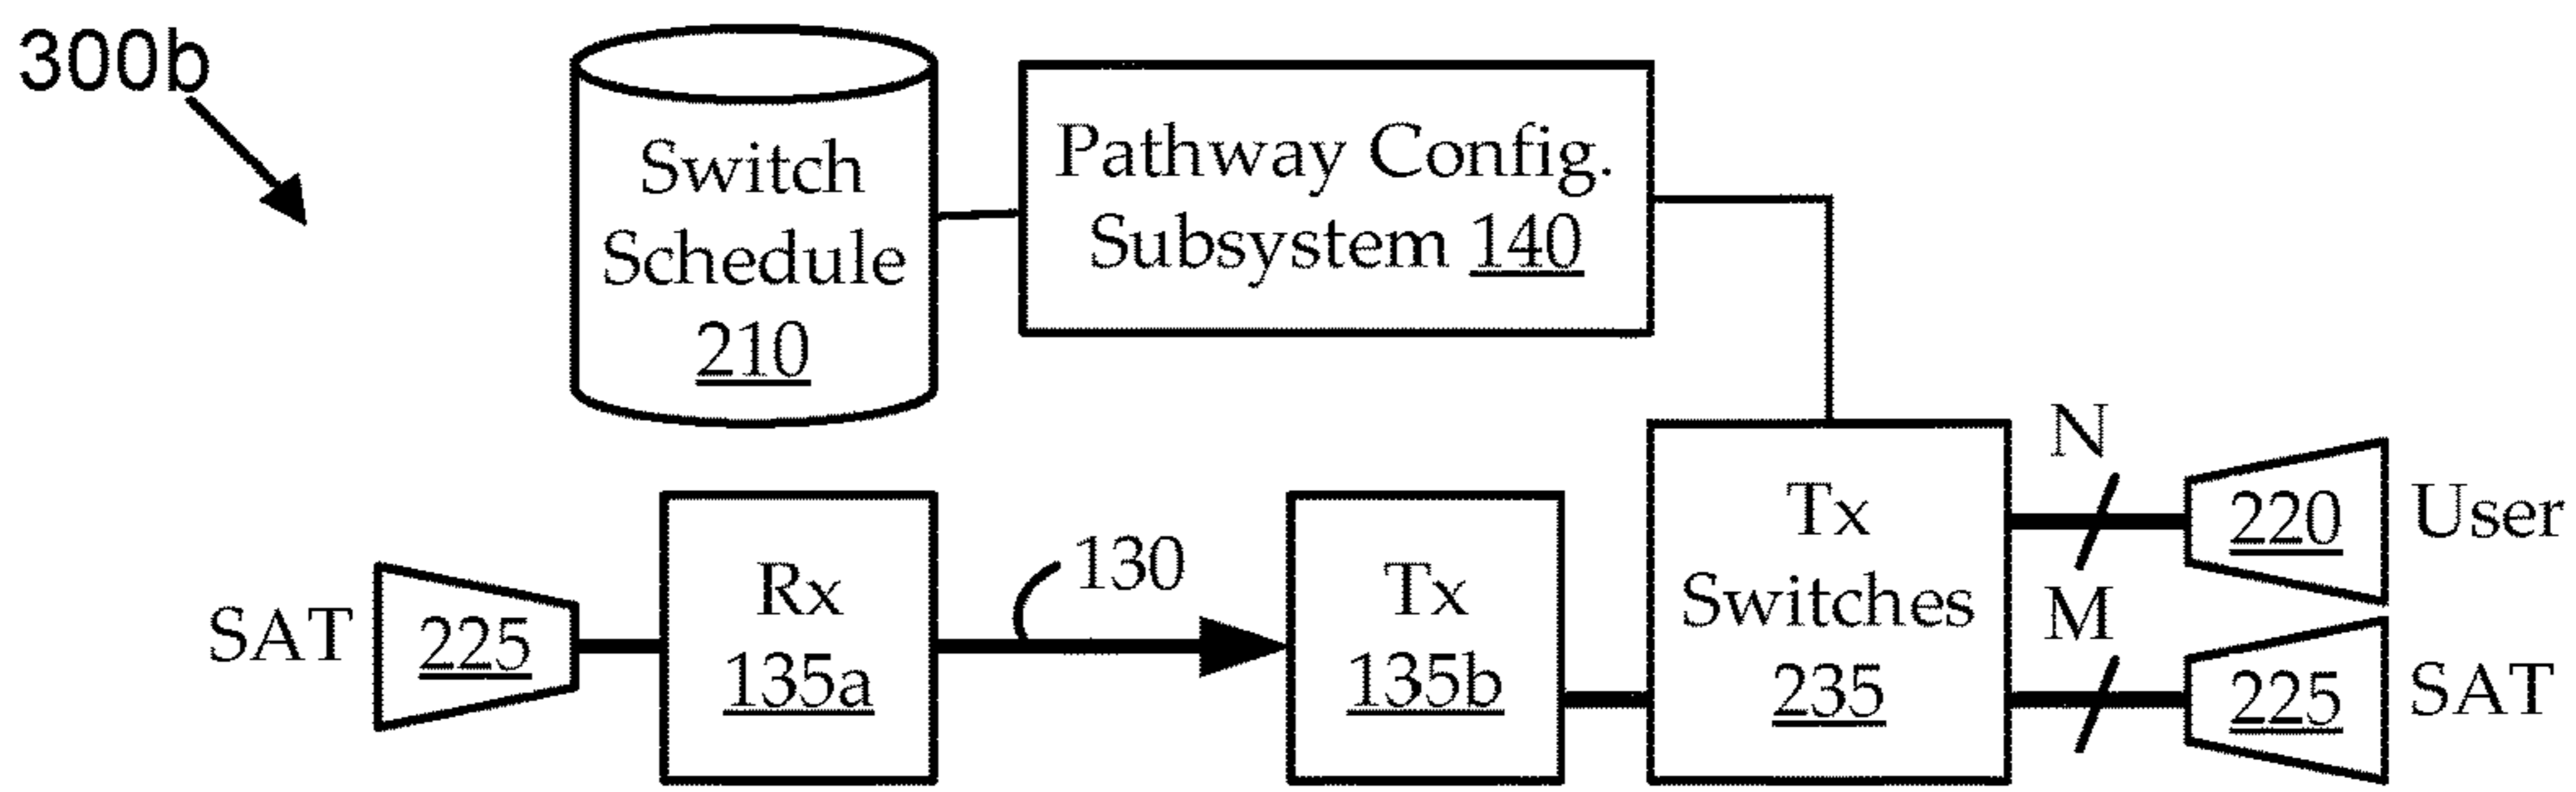 300b
Switch
Schedule
210
Pathway Config.
Subsystem 140
SAT
225
Rx
135a
130
Tx
135b
Tx
Switches
235
N
220
User
M
225
SAT